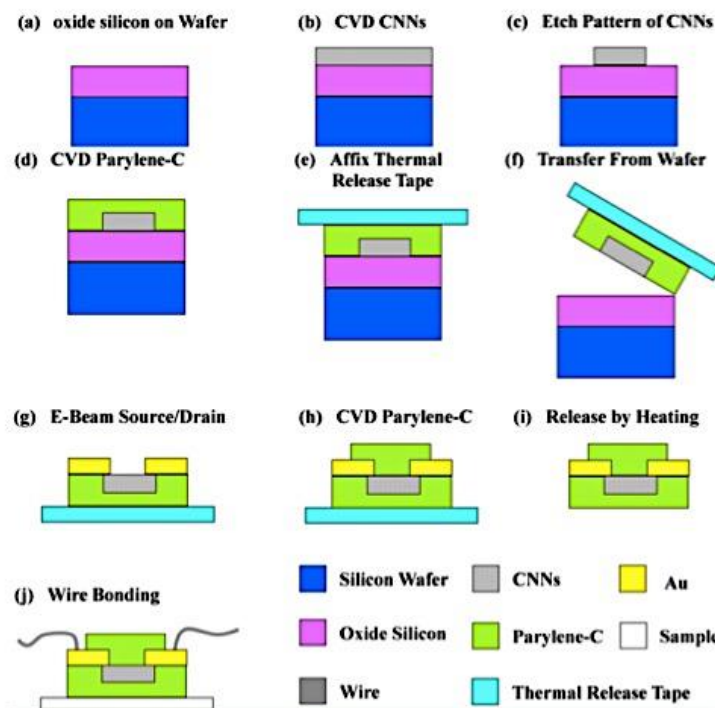 (a) oxide silicon on Wafer
(b) CVD CNNs
(c) Etch Pattern of CNNs
(d) CVD Parylene-C
(e) Affix Thermal
Release Tape
(f) Transfer From Wafer
(g) E-Beam Source/Drain
(h) CVD Parylene-C
(i) Release by Heating
(j) Wire Bonding
Silicon Wafer
CNNs
Au
Oxide Silicon
Parylene-C
Sample
Wire
Thermal Release Tape